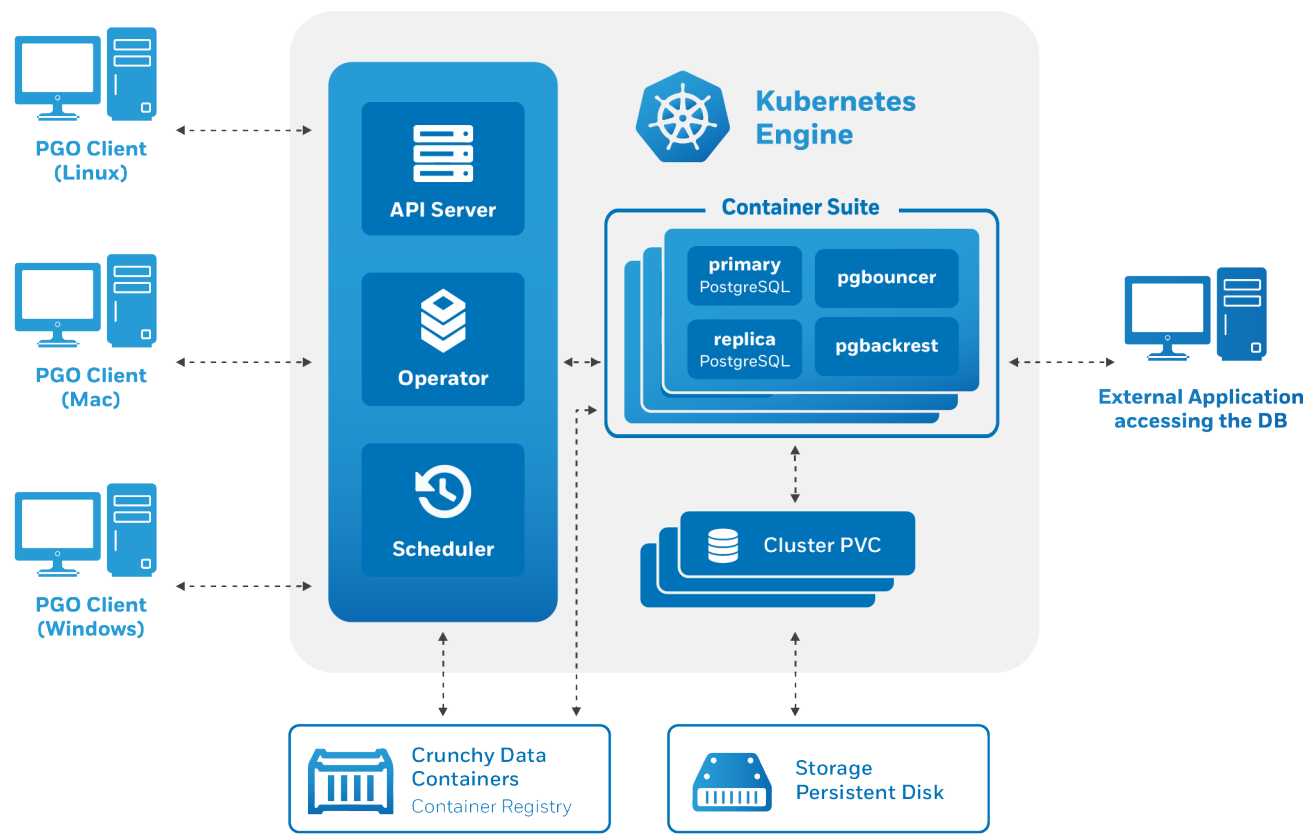 PGO Client
(Linux)
PGO Client
(Mac)
PGO Client
(Windows)
API Server
Operator
Scheduler
Kubernetes
Engine
Container Suite
primary
PostgreSQL
pgbouncer
replica
PostgreSQL
pgbackrest
Cluster PVC
External Application
accessing the DB
Crunchy Data
Containers
Container Registry
Storage
Persistent Disk